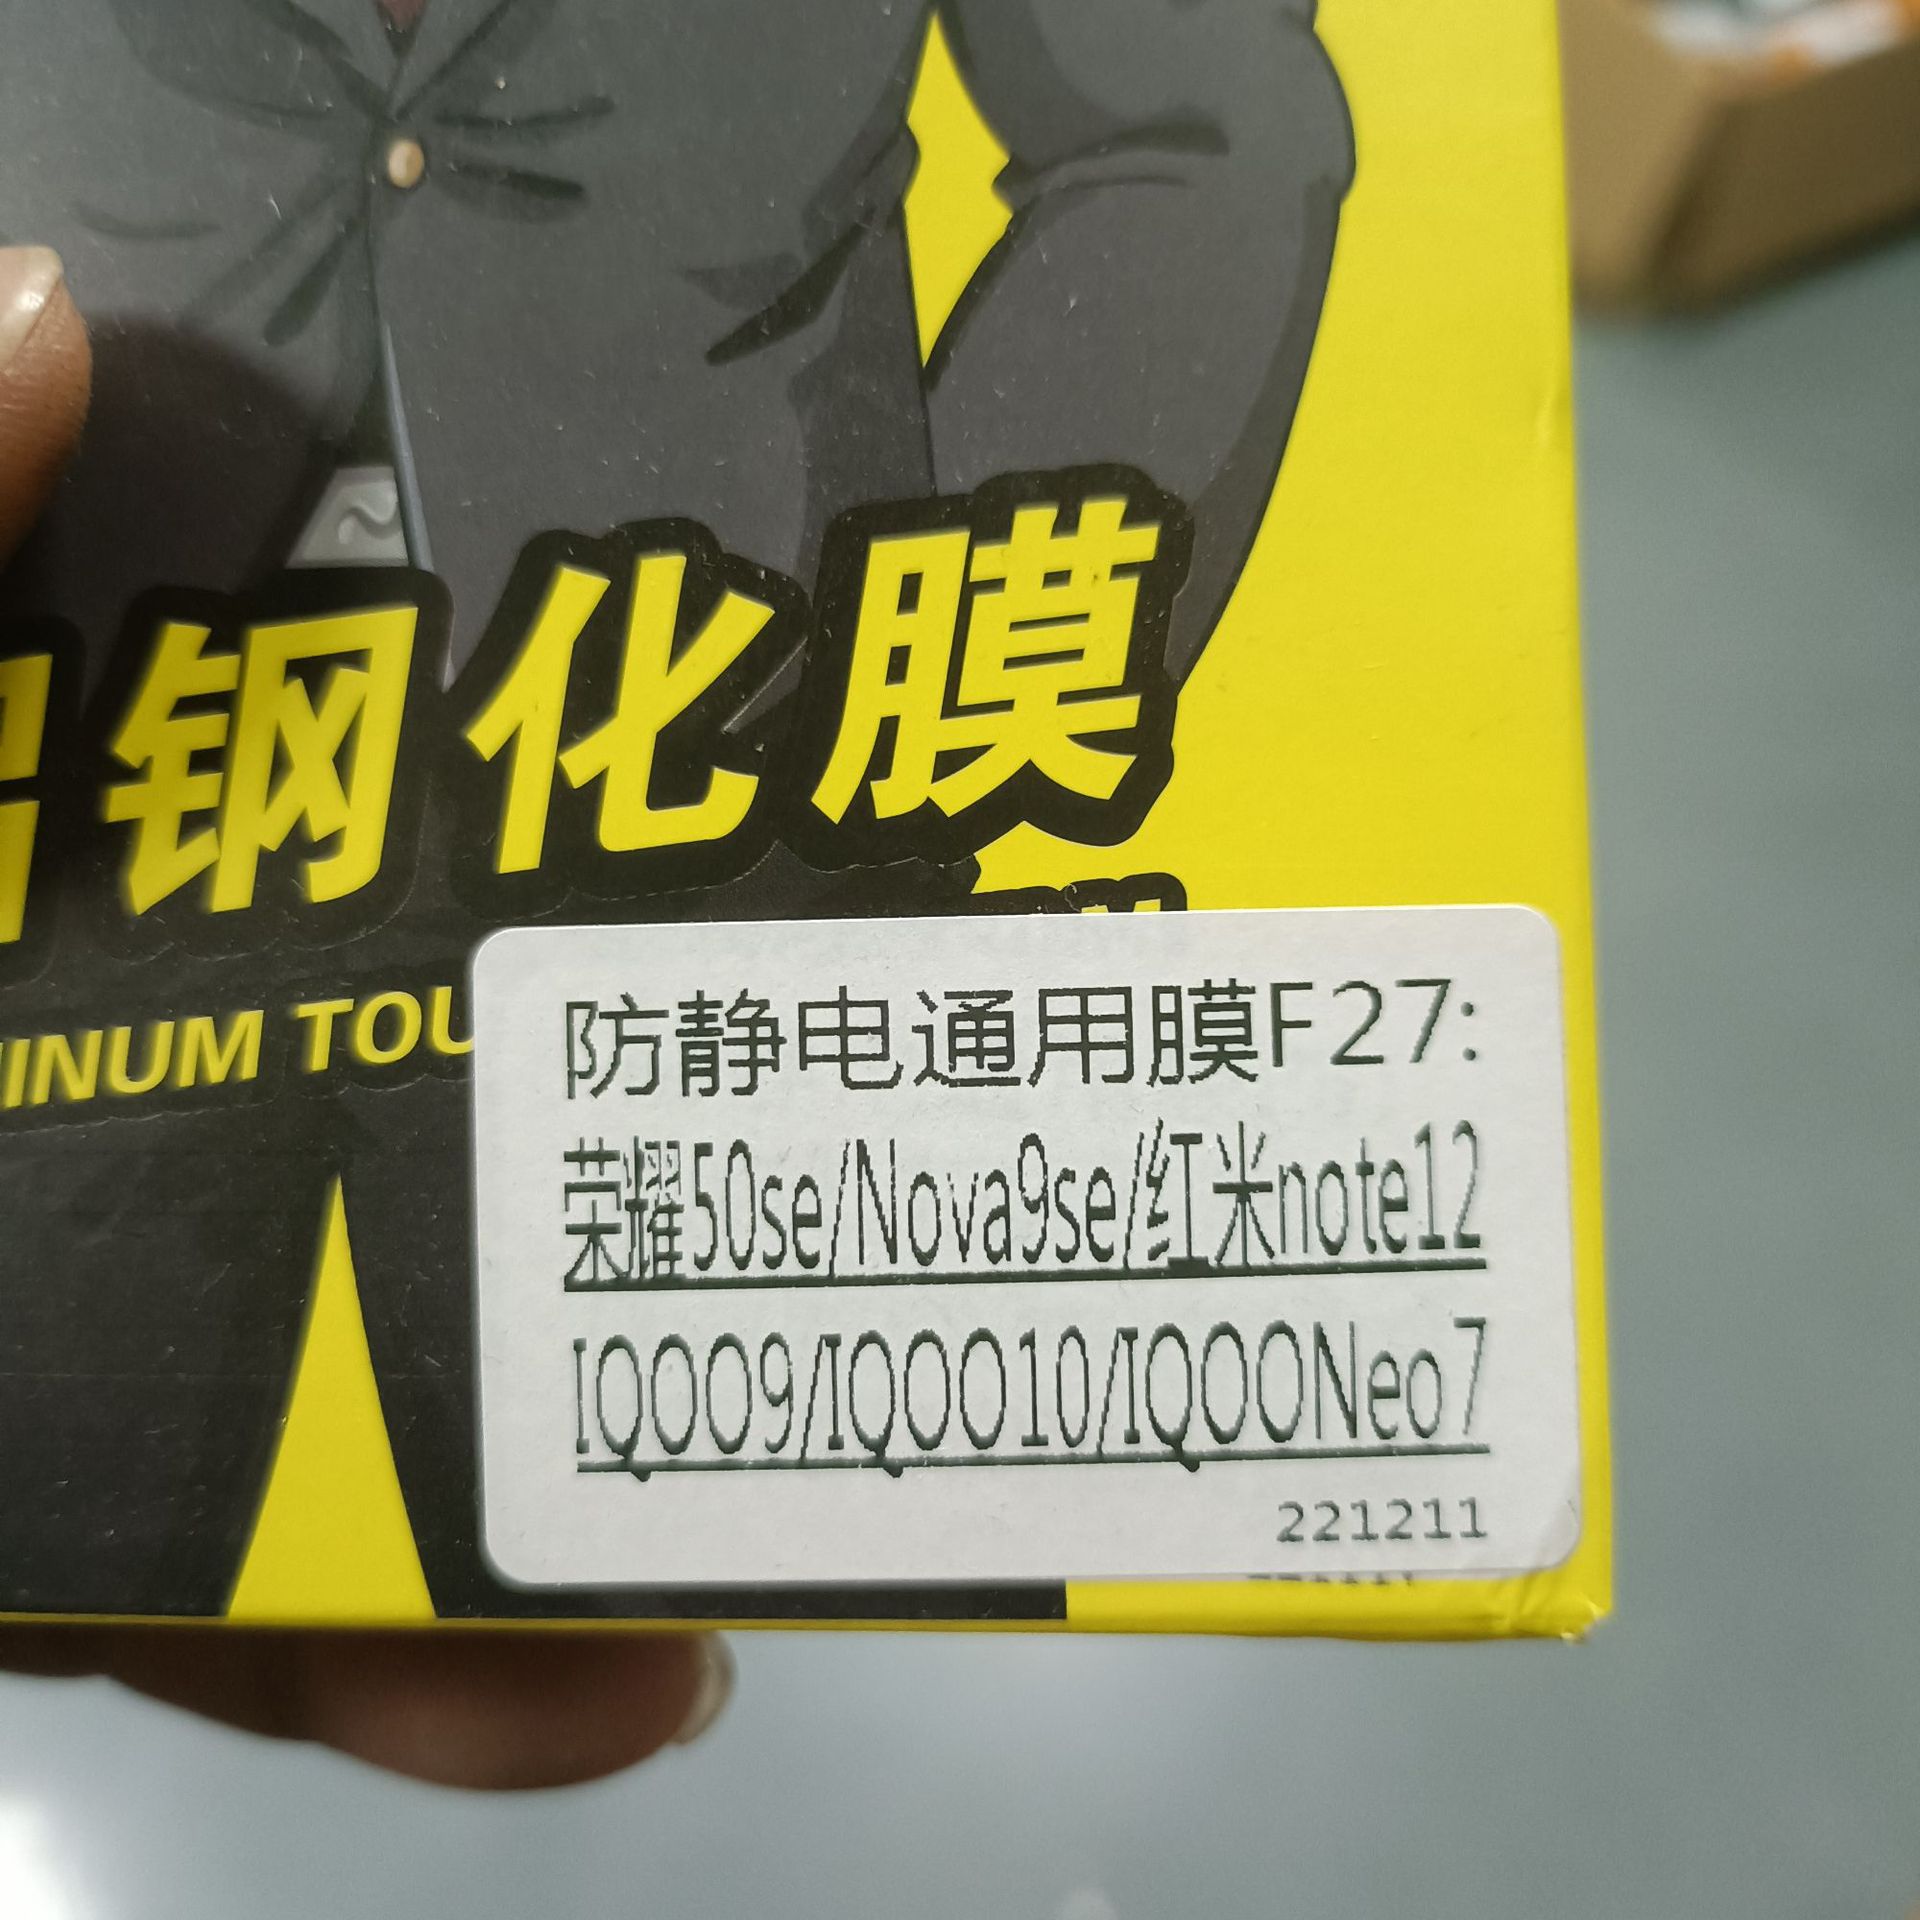 钢化膜
INUM TOU
防静电通用膜F27:
荣耀50se/Nova9se/红米note12
IQOO9/IQOO10/IQOONeo7
221211